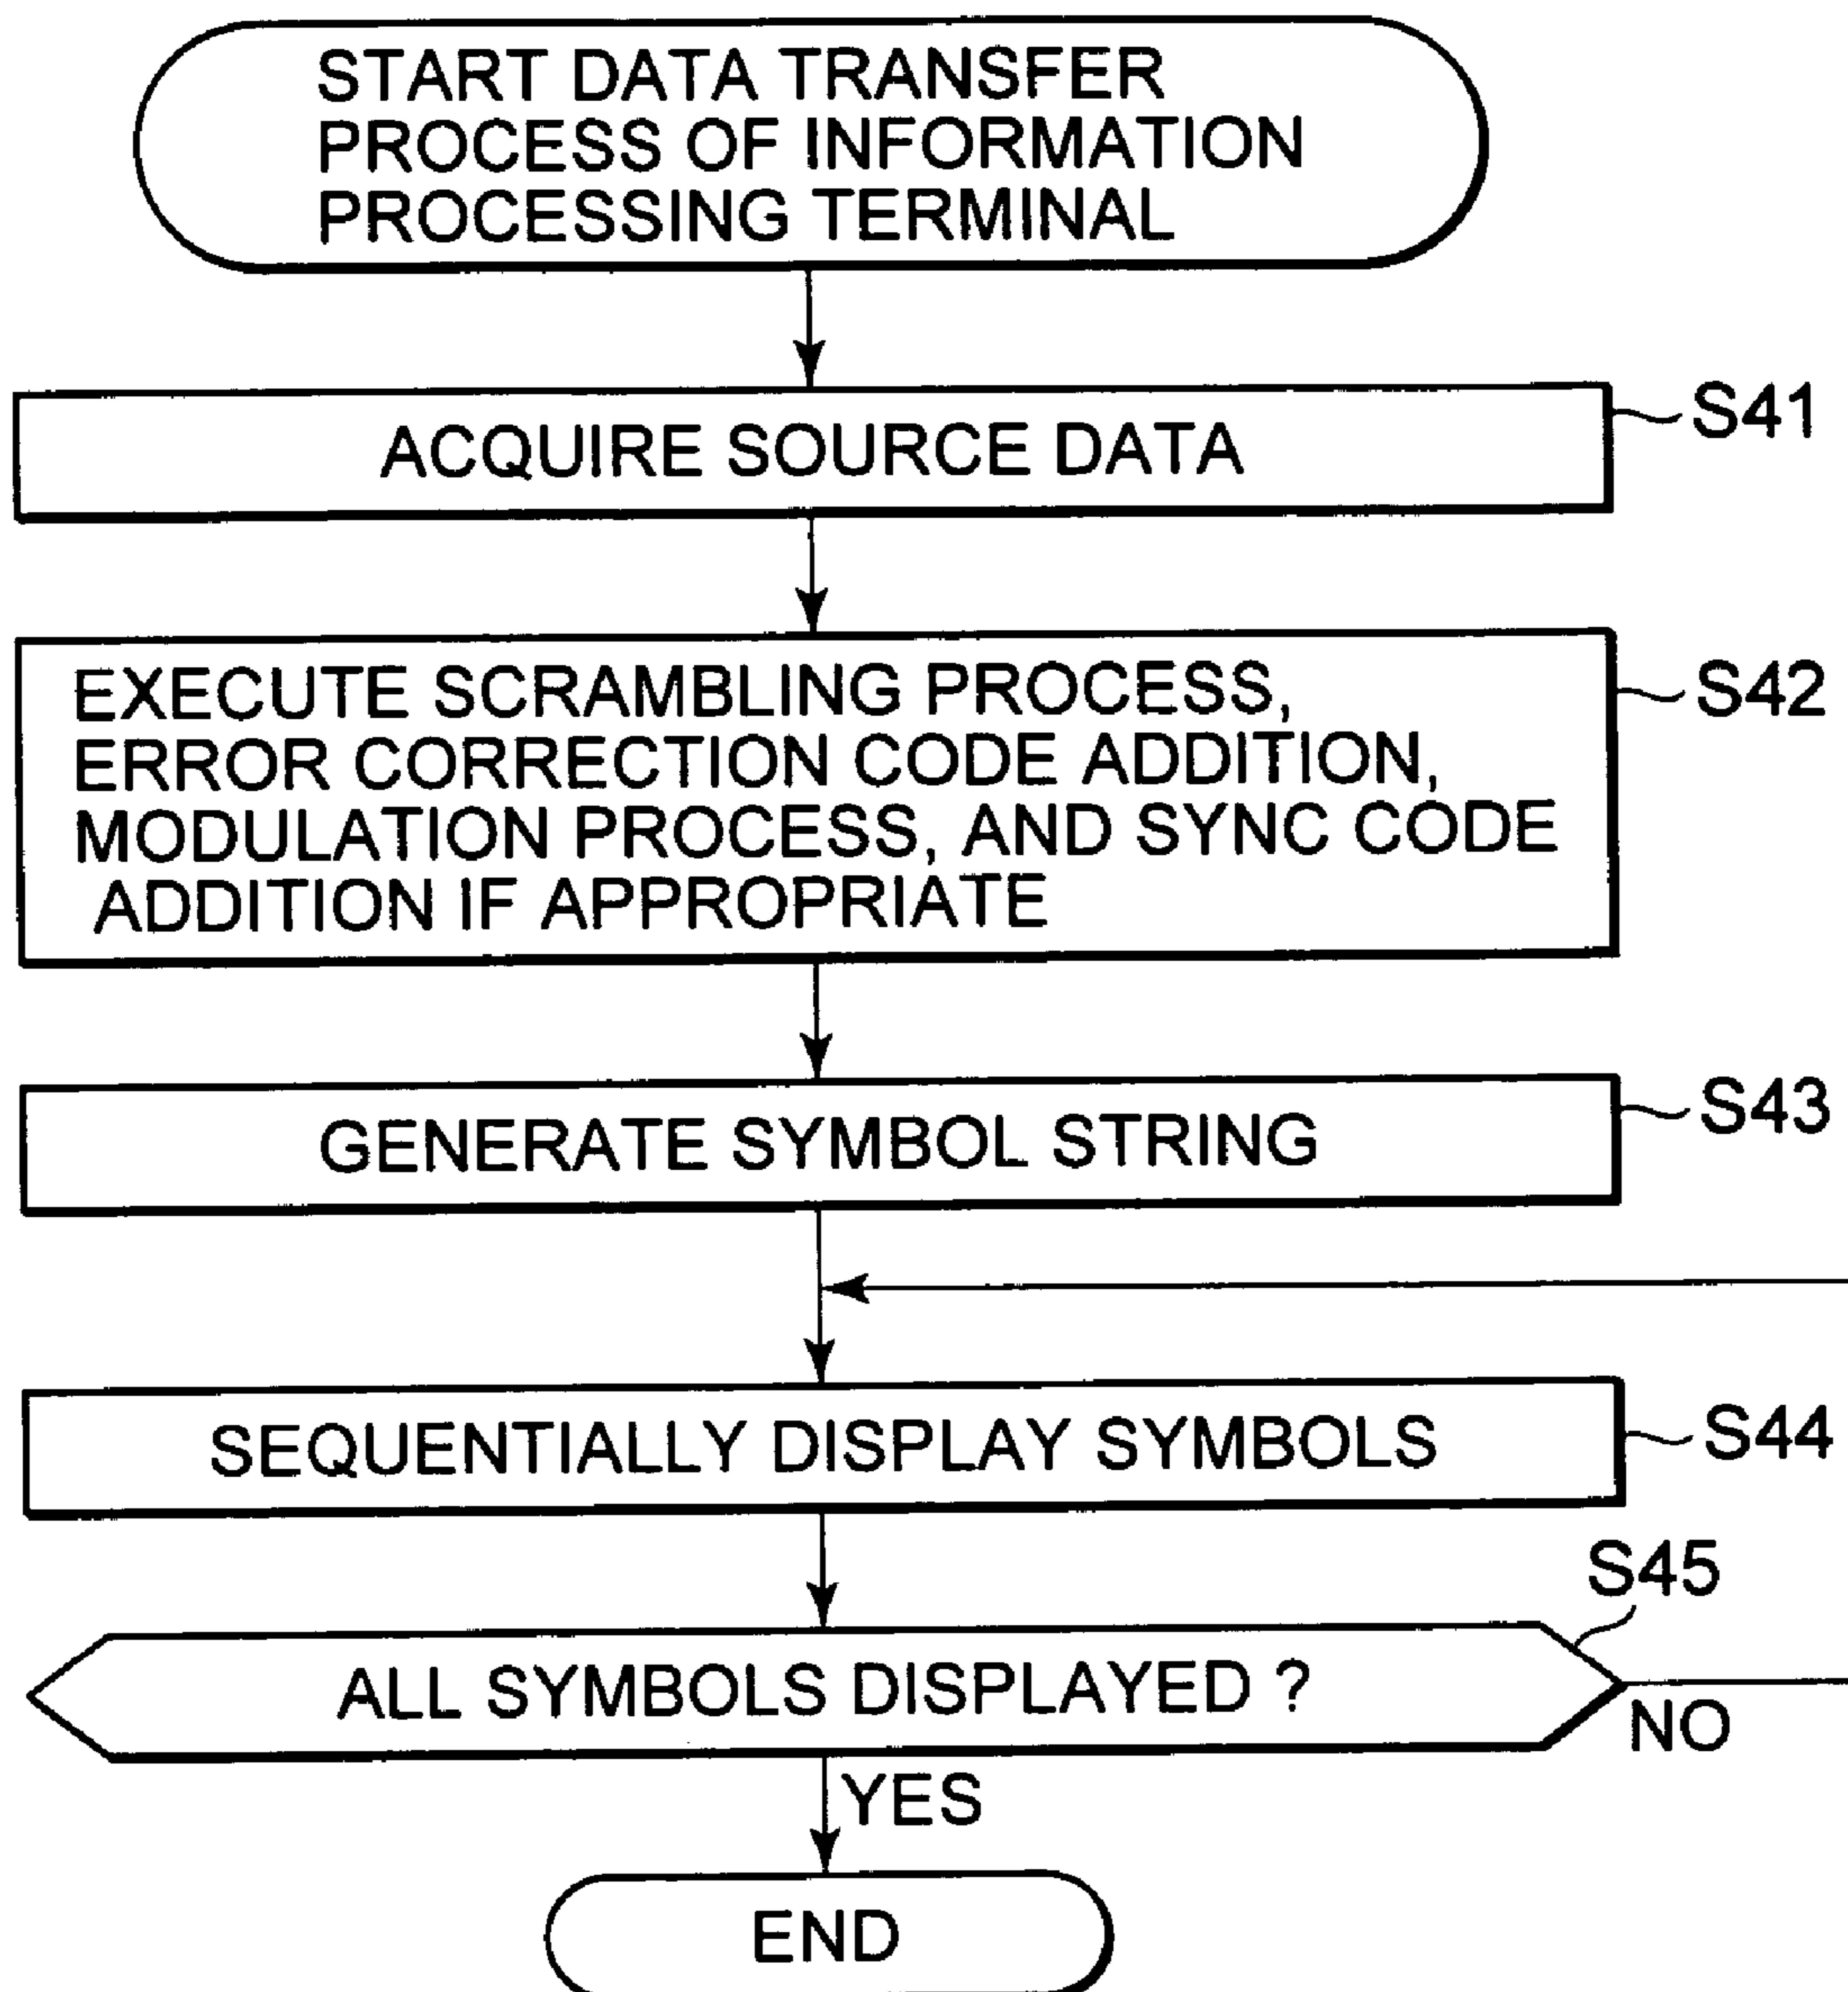 START DATA TRANSFER
PROCESS OF INFORMATION
PROCESSING TERMINAL
S41
ACQUIRE SOURCE DATA
S42
EXECUTE SCRAMBLING PROCESS,
ERROR CORRECTION CODE ADDITION,
MODULATION PROCESS, AND SYNC CODE
ADDITION IF APPROPRIATE
S43
GENERATE SYMBOL STRING
S44
SEQUENTIALLY DISPLAY SYMBOLS
S45
ALL SYMBOLS DISPLAYED ?
NO
YES
END